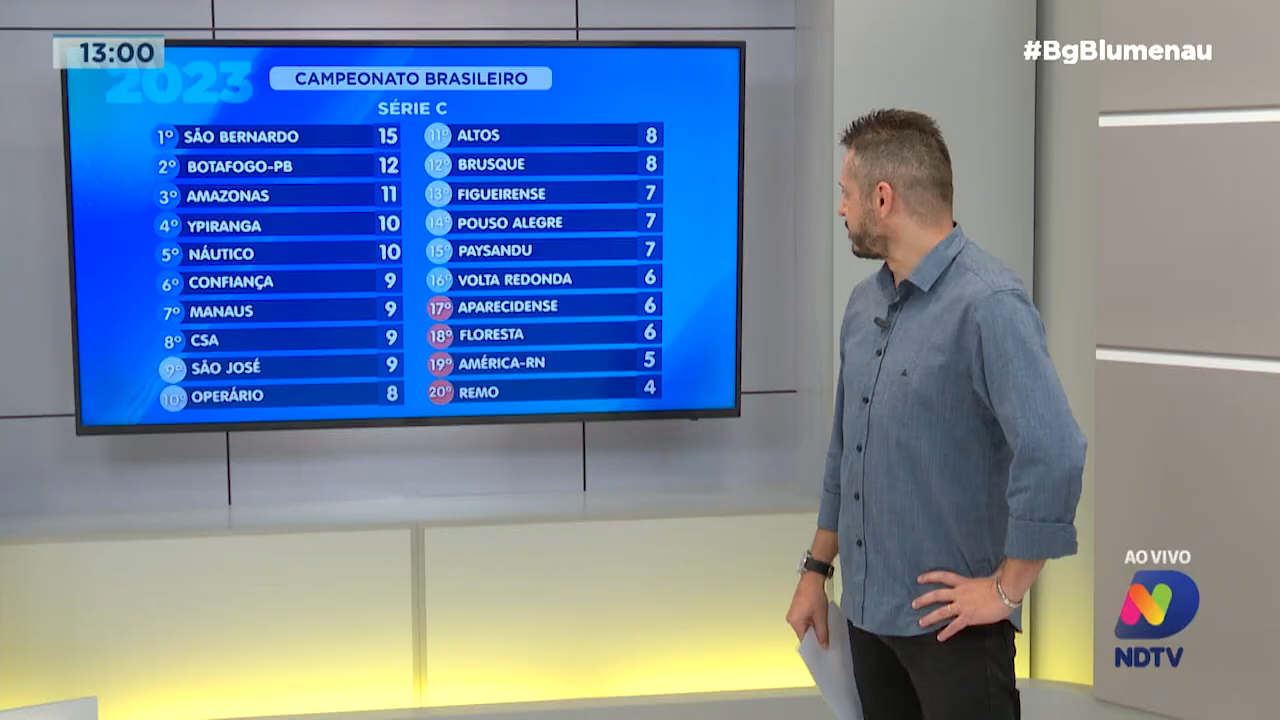 13:00
#BgBlumenau
2023
CAMPEONATO BRASILEIRO
SÉRIE C
1º SÃO BERNARDO 15
2º BOTAFOGO-PB 12
3º AMAZONAS 11
4º YPIRANGA 10
5º NÁUTICO 10
6º CONFIANÇA 9
7º MANAUS 9
8º CSA 9
9º SÃO JOSÉ 9
10º OPERÁRIO 8
11º ALTOS 8
12º BRUSQUE 8
13º FIGUEIRENSE 7
14º POUSO ALEGRE 7
15º PAYSANDU 7
16º VOLTA REDONDA 6
17º APARECIDENSE 6
18º FLORESTA 6
19º AMÉRICA-RN 5
20º REMO 4
AO VIVO
NDTV